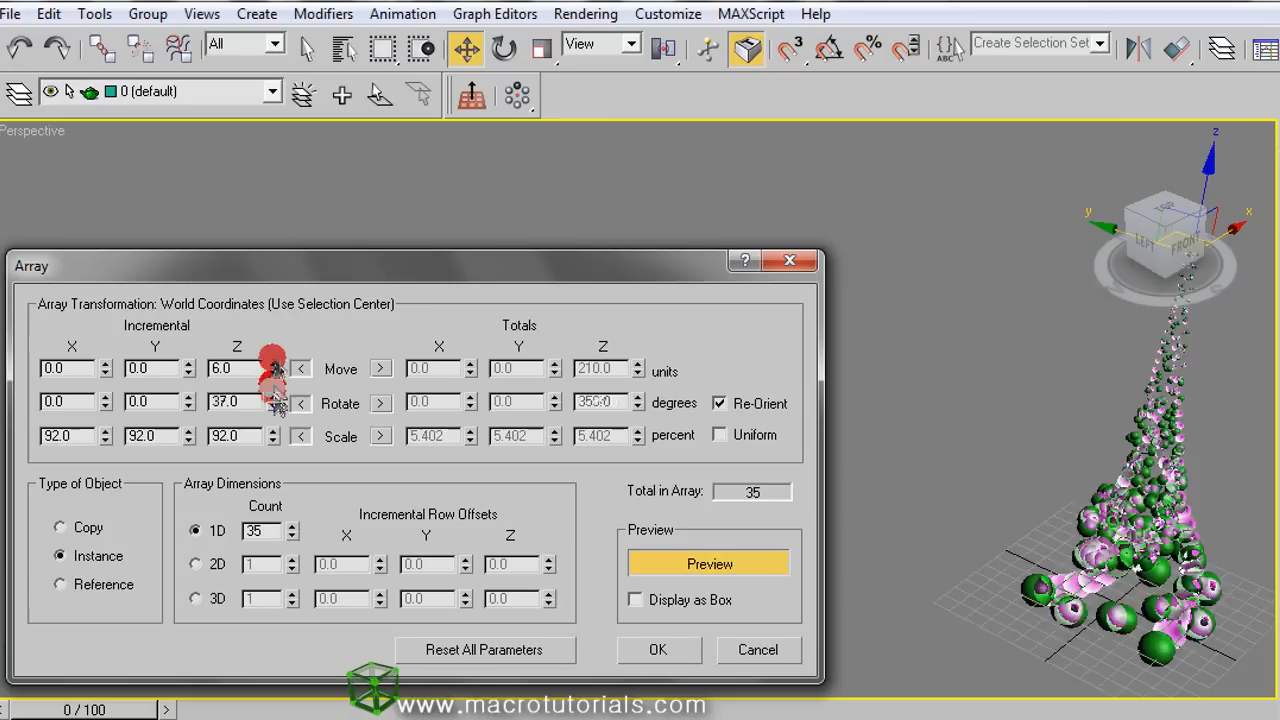 File Edit Tools Group Views Create Modifiers Animation Graph Editors Rendering Customize MAXScript Help
All View 3 % ABC Create Selection Set
0 (default)
Perspective
z
y x
TOP
LEFT FRONT
Array
Array Transformation: World Coordinates (Use Selection Center)
Incremental Totals
X Y Z X Y Z
0.0 0.0 6.0 < Move > 0.0 0.0 210.0 units
0.0 0.0 37.0 < Rotate > 0.0 0.0 degrees Re-Orient
92.0 92.0 92.0 < Scale > 5.402 5.402 5.402 percent Uniform
Type of Object
Copy
Instance
Reference
Array Dimensions
Count Incremental Row Offsets
X Y Z
1D 35
2D 1 0.0 0.0 0.0
3D 1 0.0 0.0 0.0
Total in Array: 35
Preview
Preview
Display as Box
Reset All Parameters OK Cancel
www.macrotutorials.com
0 / 100 >